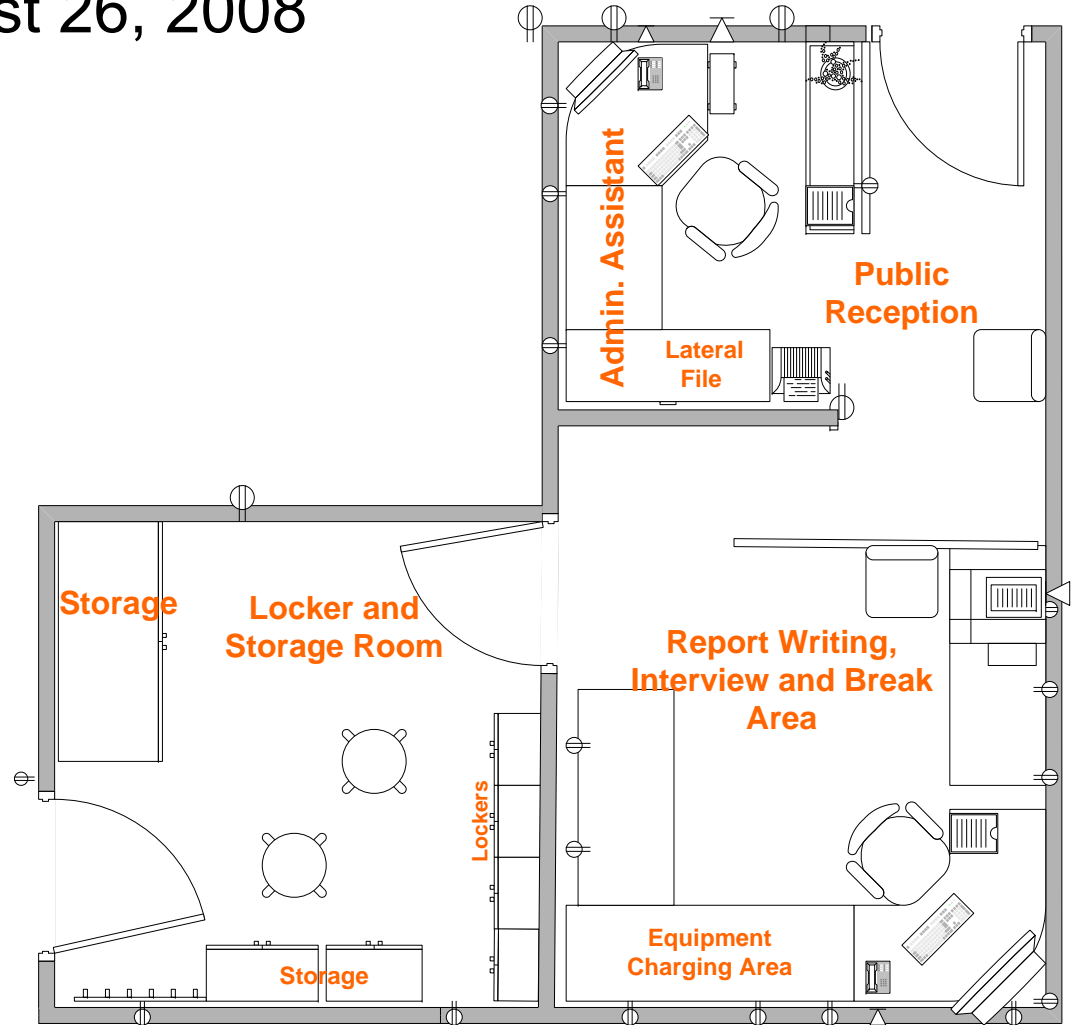 st 26, 2008
Admin. Assistant
Public
Reception
Lateral
File
Storage
Locker and
Storage Room
Report Writing,
Interview and Break
Area
Lockers
Equipment
Charging Area
Storage